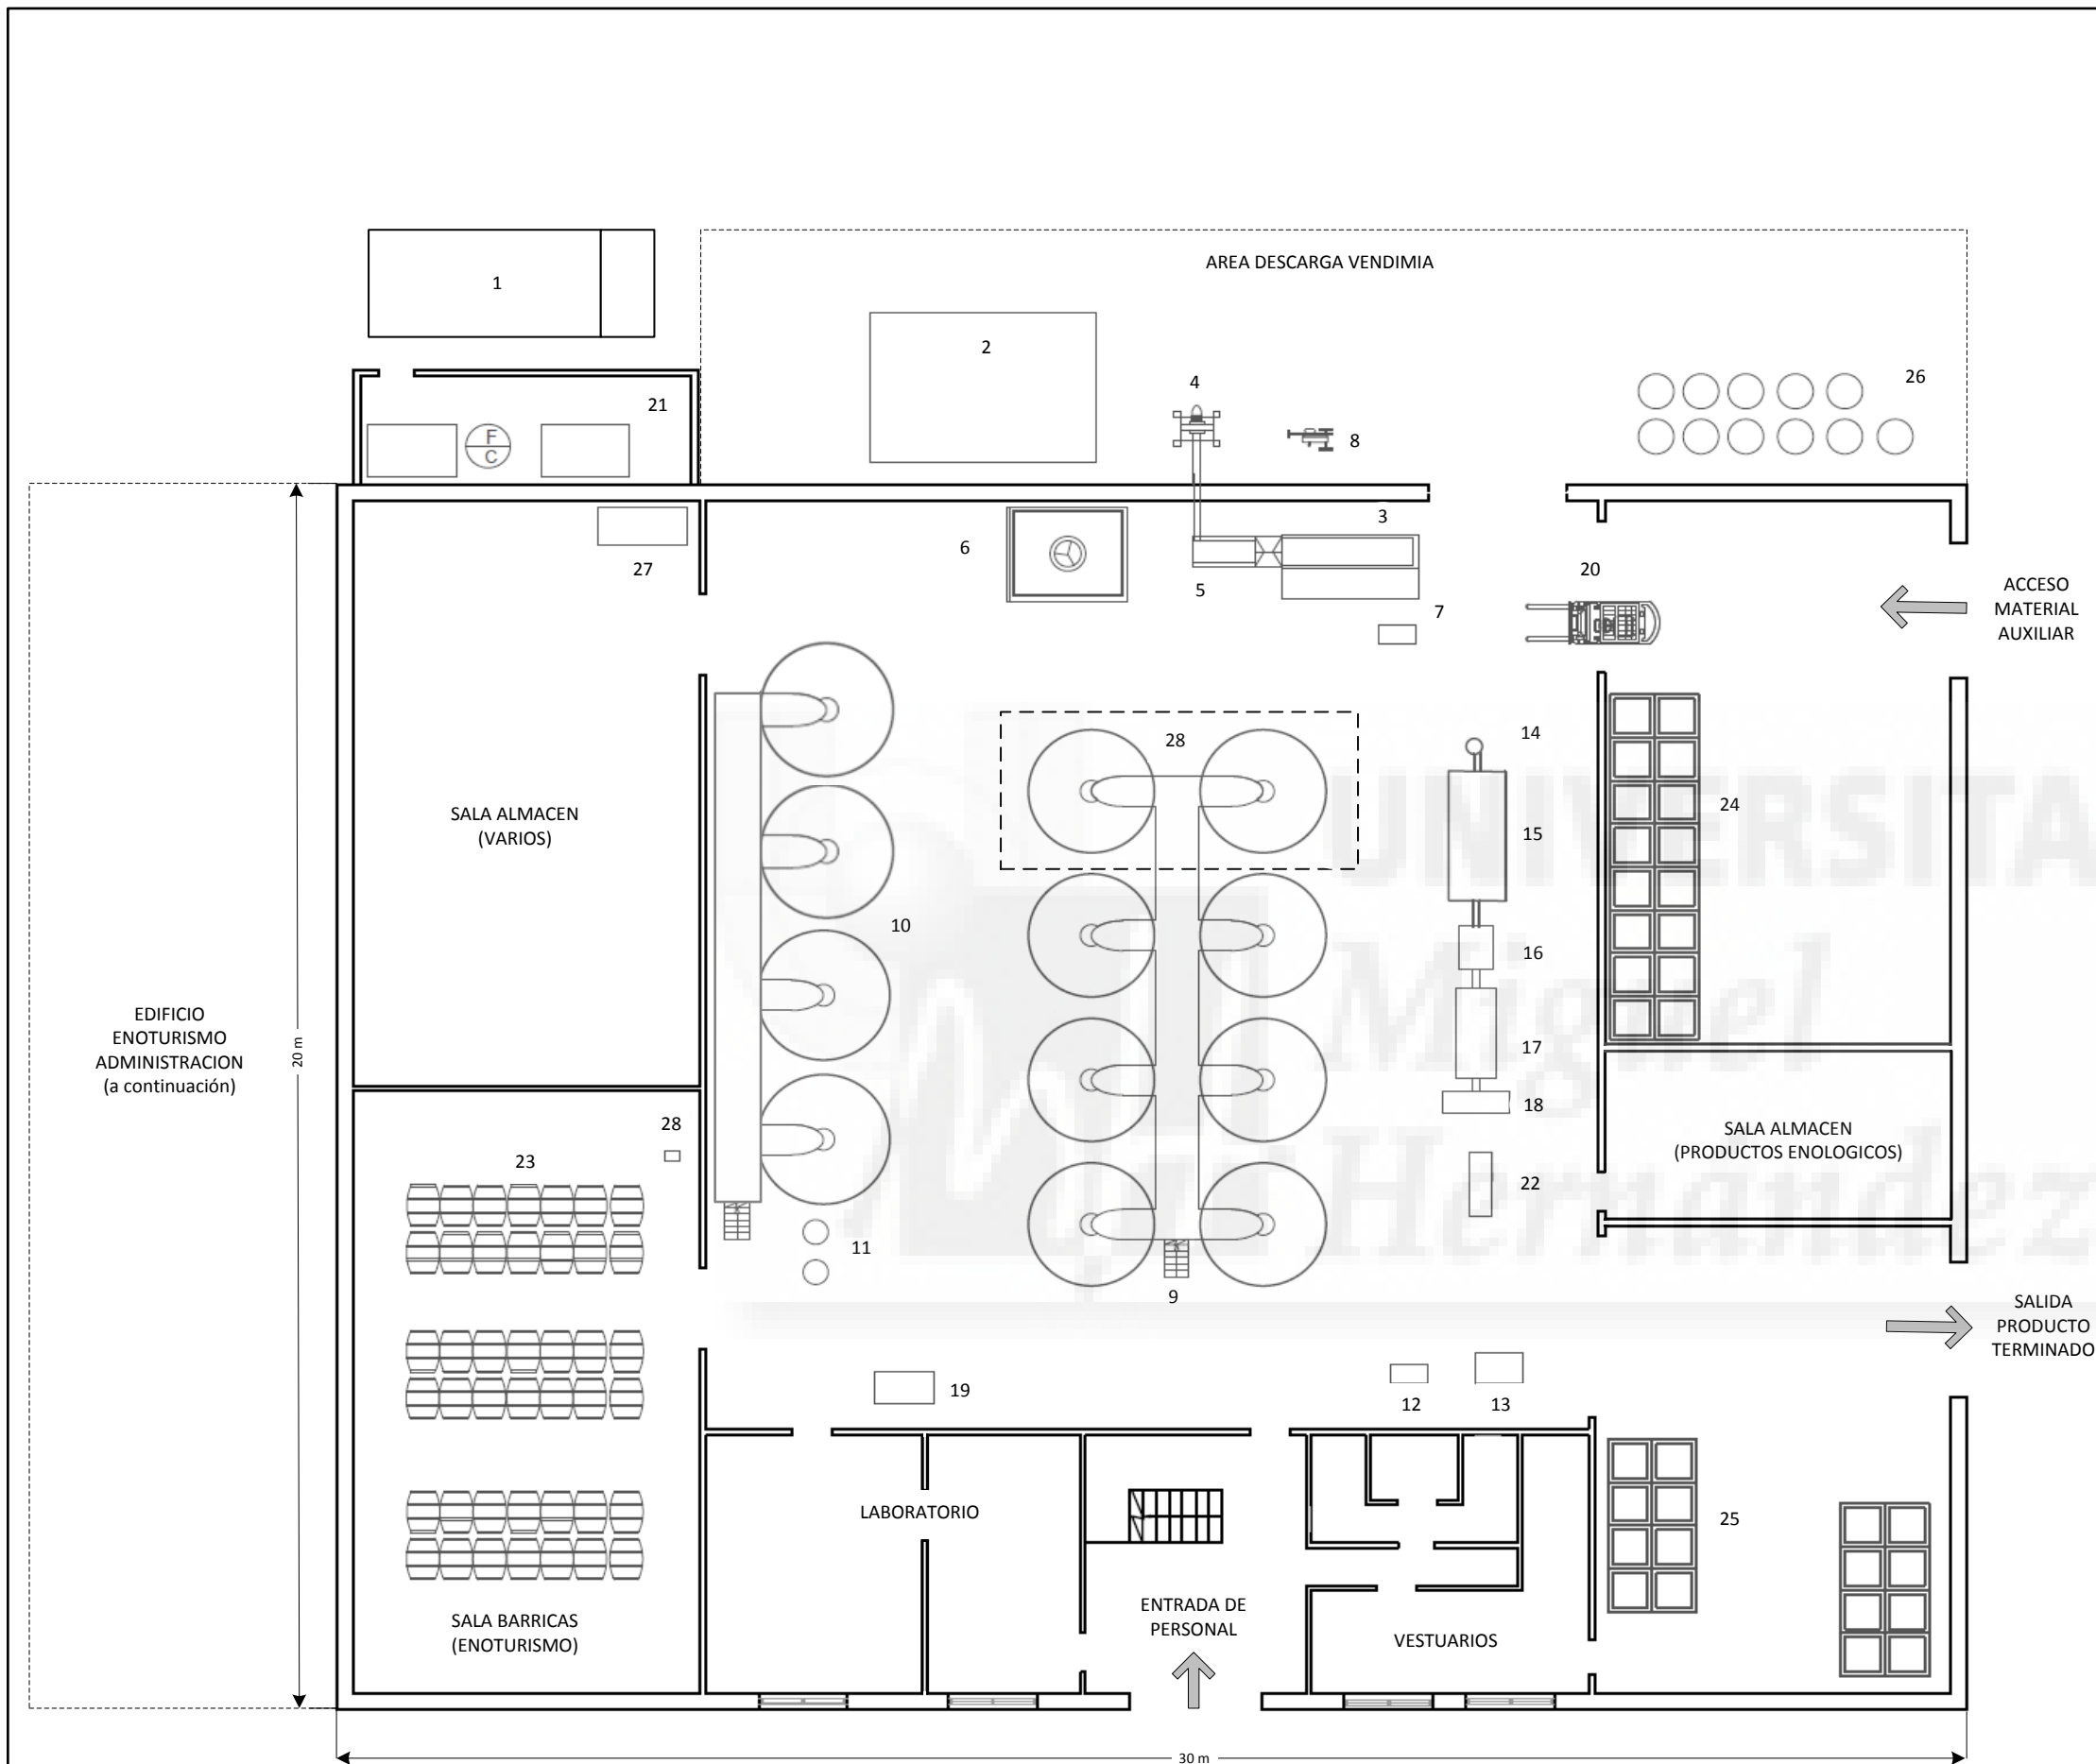 AREA DESCARGA VENDIMIA
1
2
4
8
26
21
F
C
3
6
5
27
7
20
ACCESO
MATERIAL
AUXILIAR
14
28
24
15
SALA ALMACEN
(VARIOS)
10
16
EDIFICIO
ENOTURISMO
ADMINISTRACION
(a continuación)
20 m
17
18
28
23
SALA ALMACEN
(PRODUCTOS ENOLOGICOS)
22
11
9
SALIDA
PRODUCTO
TERMINADO
19
12
13
LABORATORIO
25
ENTRADA DE
PERSONAL
SALA BARRICAS
(ENOTURISMO)
VESTUARIOS
30 m
UNIVERSITA
Miguel
Hernández